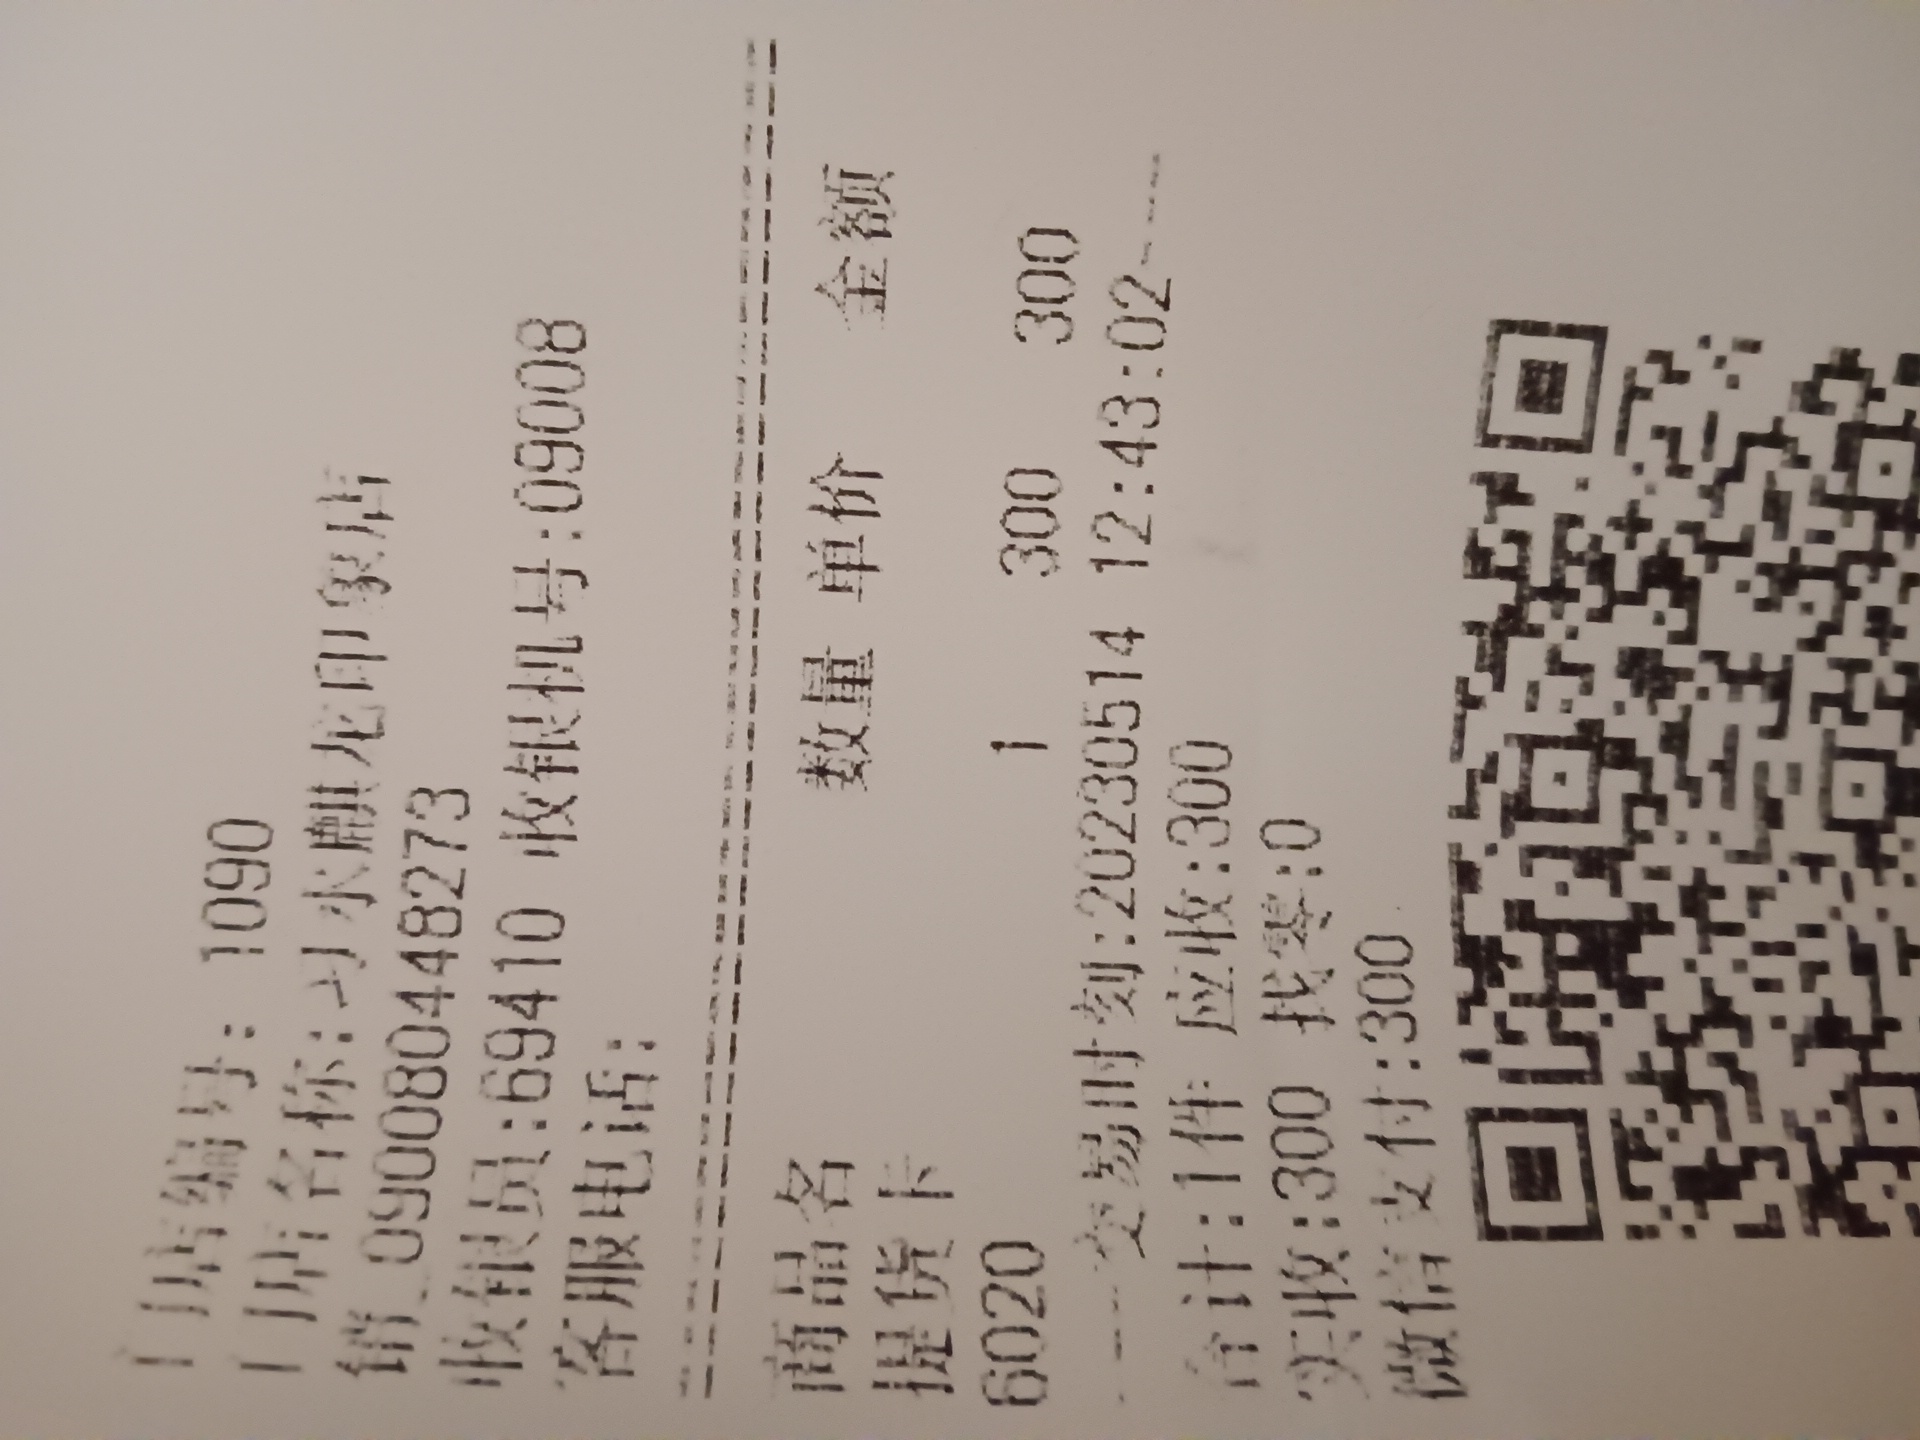 门店编号: 1090
门店名称:习水麒龙印象店
销_0900804448273
收银员:69410 收银机号:09008
客服电话:
商品名 数量 单价 金额
提货卡
6020 1 300 300
----交易时刻:20230514 12:43:02-----
合计:1件 应收:300
实收:300 找零:0
微信支付:300